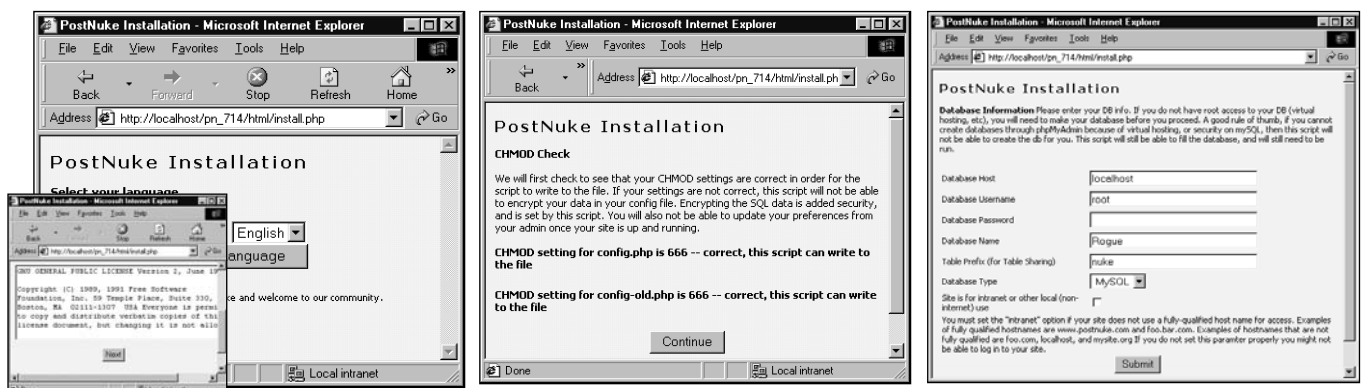 PostNuke Installation - Microsoft Internet Explorer
File Edit View Favorites Tools Help
Back Forward Stop Refresh Home »
Address http://localhost/pn_714/html/install.php Go
PostNuke Installation
Select your language
English
anguage
ke and welcome to our community.
Local intranet
PostNuke Installation - Microsoft Internet Explorer
File Edit View Favorites Tools Help
Back Stop Refresh Home
Address http://localhost/pn_714/html/install.php Go
GNU GENERAL PUBLIC LICENSE Version 2, June 19
Copyright (C) 1989, 1991 Free Software
Foundation, Inc. 59 Temple Place, Suite 330,
Boston, MA 02111-1307 USA Everyone is permi
to copy and distribute verbatim copies of thi
license document, but changing it is not allo
Next
PostNuke Installation - Microsoft Internet Explorer
File Edit View Favorites Tools Help
Back » Address http://localhost/pn_714/html/install.ph Go
PostNuke Installation
CHMOD Check
We will first check to see that your CHMOD settings are correct in order for the
script to write to the file. If your settings are not correct, this script will not be able
to encrypt your data in your config file. Encrypting the SQL data is added security,
and is set by this script. You will also not be able to update your preferences from
your admin once your site is up and running.
CHMOD setting for config.php is 666 -- correct, this script can write to
the file
CHMOD setting for config-old.php is 666 -- correct, this script can write
to the file
Continue
Done Local intranet
PostNuke Installation - Microsoft Internet Explorer
File Edit View Favorites Tools Help
Address http://localhost/pn_714/html/install.php Go
PostNuke Installation
Database Information Please enter your DB info. If you do not have root access to your DB (virtual
hosting, etc), you will need to make your database before you proceed. A good rule of thumb, if you cannot
create databases through phpMyAdmin because of virtual hosting, or security on mySQL, then this script will
not be able to create the db for you. This script will still be able to fill the database, and will still need to be
run.
Database Host localhost
Database Username root
Database Password
Database Name Rogue
Table Prefix (for Table Sharing) nuke
Database Type MySQL
Site is for intranet or other local (non-
internet) use
You must set the "intranet" option if your site does not use a fully-qualified host name for access. Examples
of fully qualified hostnames are www.postnuke.com and foo.bar.com. Examples of hostnames that are not
fully qualified are foo.com, localhost, and mysite.org If you do not set this paramter properly you might not
be able to log in to your site.
Submit